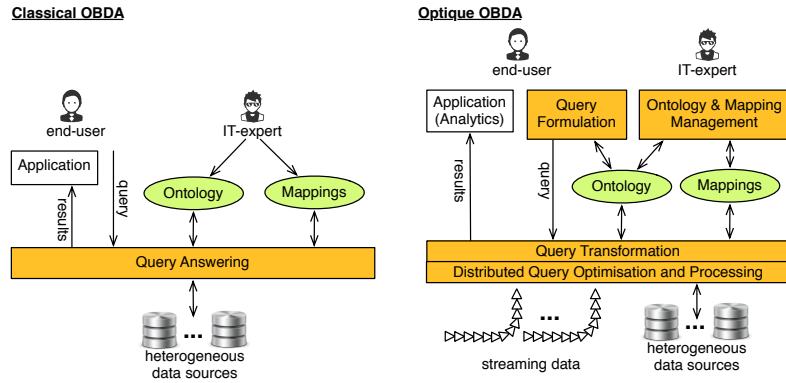 Classical OBDA
end-user
IT-expert
Application
results
query
Ontology
Mappings
Query Answering
...
heterogeneous
data sources
Optique OBDA
end-user
IT-expert
Application
(Analytics)
Query
Formulation
Ontology & Mapping
Management
results
query
Ontology
Mappings
Query Transformation
Distributed Query Optimisation and Processing
...
streaming data
...
heterogeneous
data sources